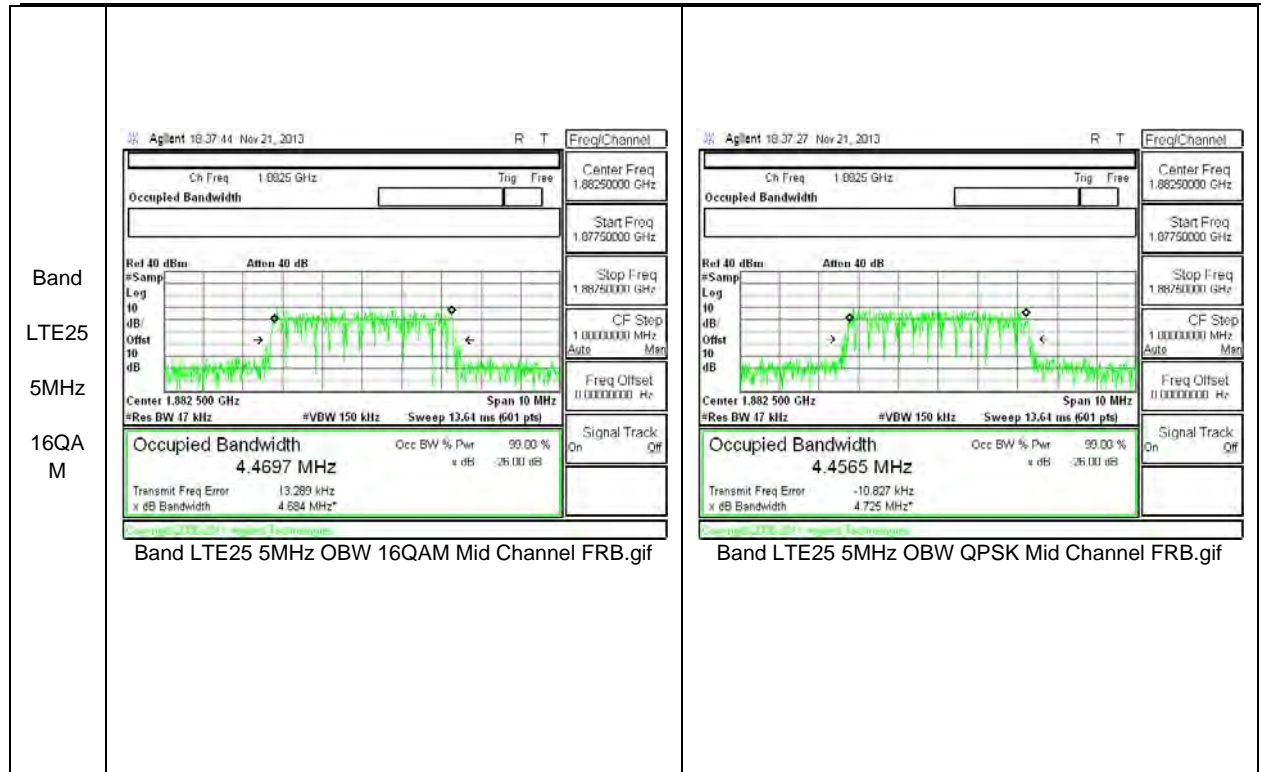 Band
LTE25
5MHz
16QA
M
Agilent 18:37:44 Nov 21, 2013 R T
Freq/Channel
Ch Freq 1.8825 GHz Trig Free
Occupied Bandwidth
Center Freq
1.88250000 GHz
Start Freq
1.87750000 GHz
Stop Freq
1.88750000 GHz
CF Step
1.00000000 MHz
Auto Man
Freq Offset
0.00000000 Hz
Signal Track
On Off
Ref 40 dBm Atten 40 dB
#Samp
Log
10
dB/
Offst
10
dB
Center 1.882 500 GHz Span 10 MHz
#Res BW 47 kHz #VBW 150 kHz Sweep 13.64 ms (601 pts)
Occupied Bandwidth Occ BW % Pwr 99.00 %
4.4697 MHz x dB -26.00 dB
Transmit Freq Error 13.289 kHz
x dB Bandwidth 4.684 MHz*
Copyright 2000-2011 Agilent Technologies
Band LTE25 5MHz OBW 16QAM Mid Channel FRB.gif
Agilent 18:37:27 Nov 21, 2013 R T
Freq/Channel
Ch Freq 1.8825 GHz Trig Free
Occupied Bandwidth
Center Freq
1.88250000 GHz
Start Freq
1.87750000 GHz
Stop Freq
1.88750000 GHz
CF Step
1.00000000 MHz
Auto Man
Freq Offset
0.00000000 Hz
Signal Track
On Off
Ref 40 dBm Atten 40 dB
#Samp
Log
10
dB/
Offst
10
dB
Center 1.882 500 GHz Span 10 MHz
#Res BW 47 kHz #VBW 150 kHz Sweep 13.64 ms (601 pts)
Occupied Bandwidth Occ BW % Pwr 99.00 %
4.4565 MHz x dB -26.00 dB
Transmit Freq Error -10.827 kHz
x dB Bandwidth 4.725 MHz*
Copyright 2000-2011 Agilent Technologies
Band LTE25 5MHz OBW QPSK Mid Channel FRB.gif